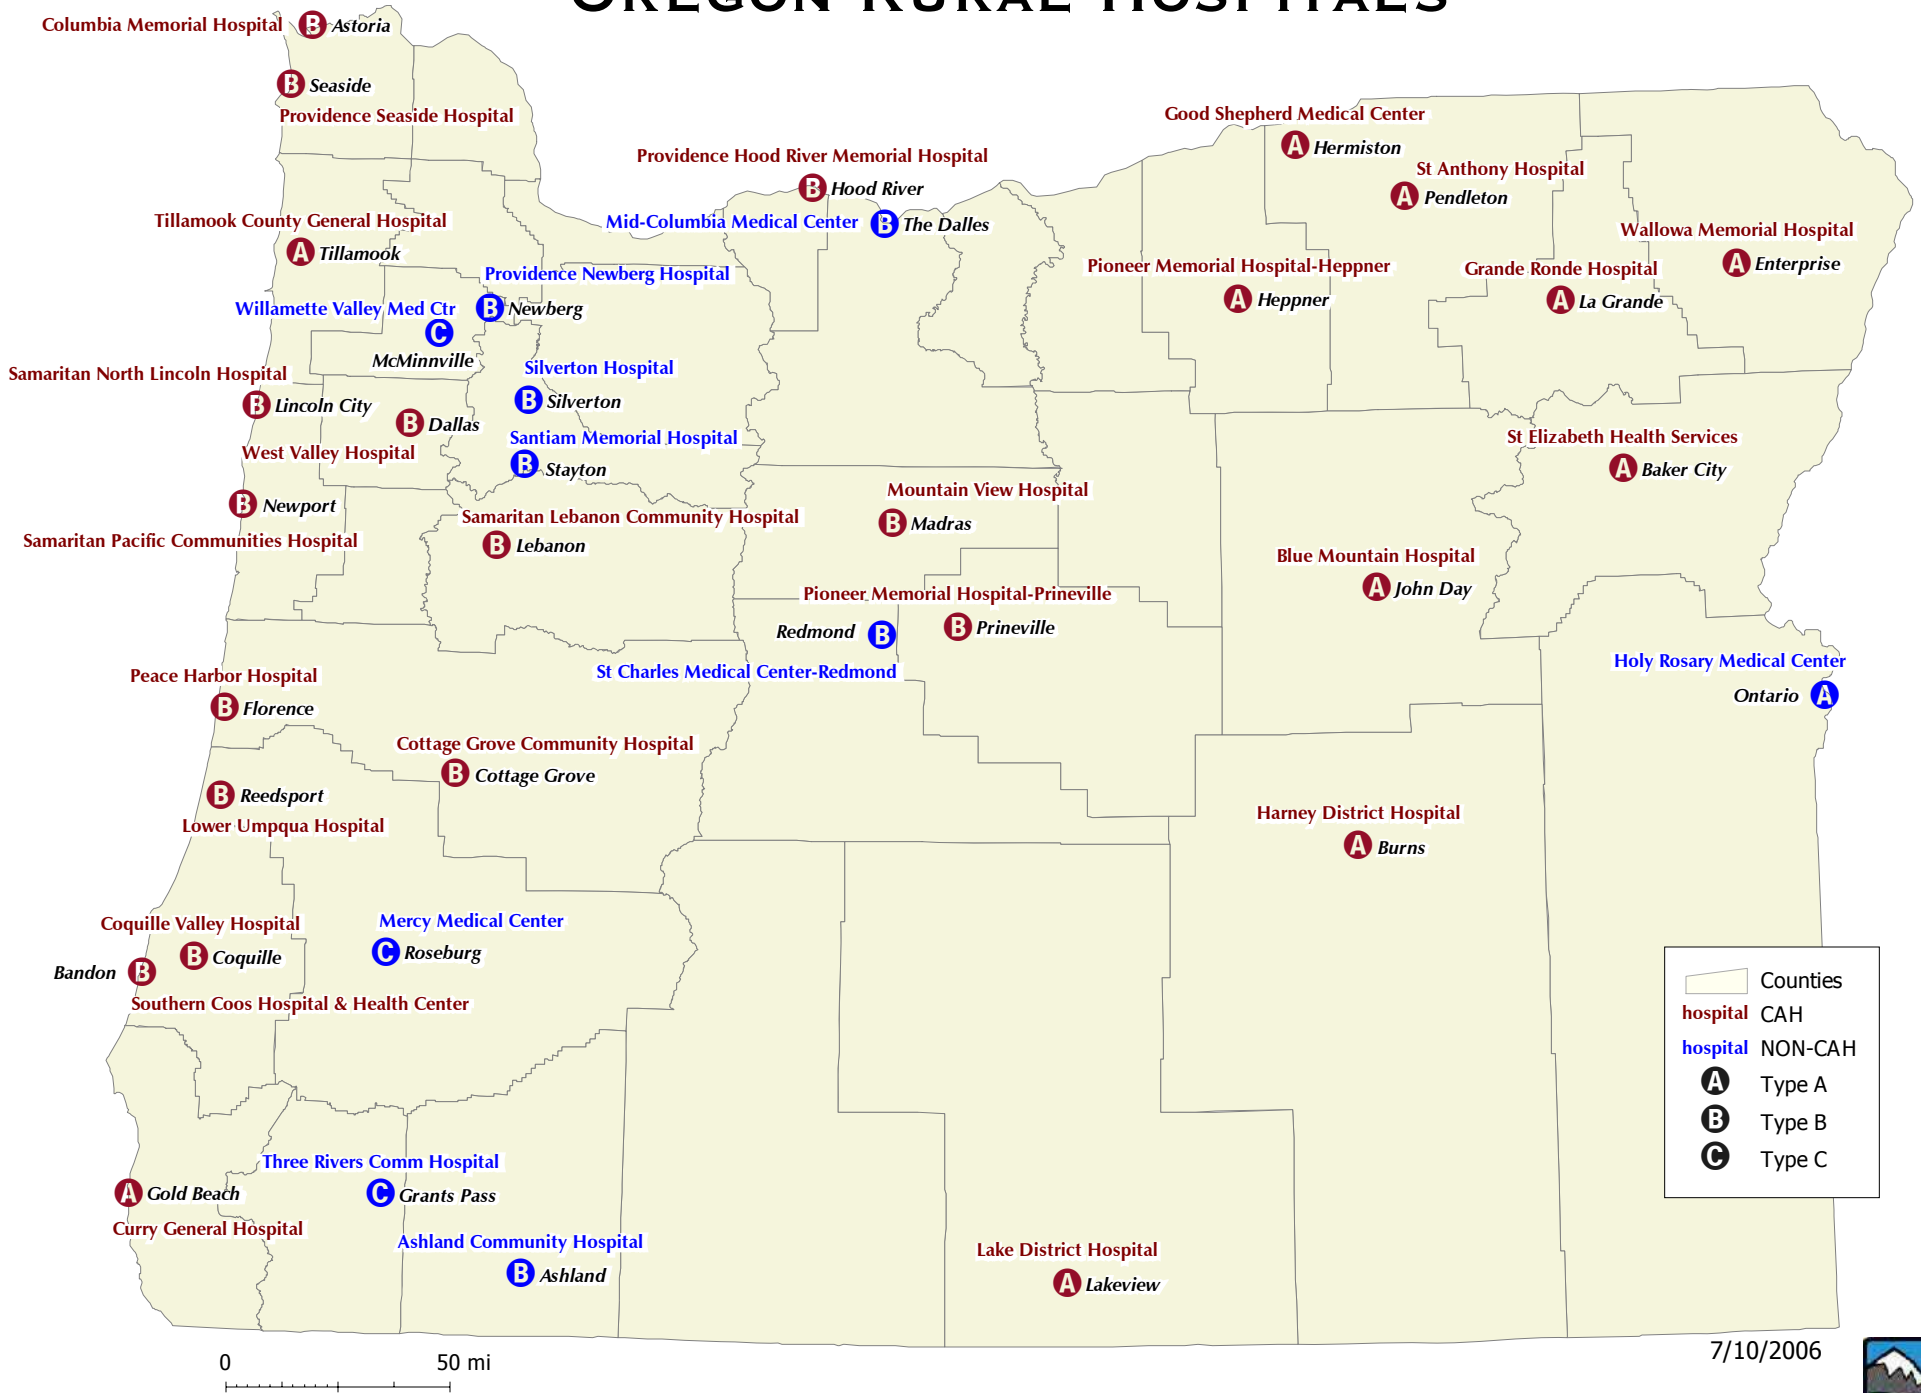 OREGON RURAL HOSPITALS
Columbia Memorial Hospital
B Astoria
B Seaside
Providence Seaside Hospital
Good Shepherd Medical Center
A Hermiston
Providence Hood River Memorial Hospital
B Hood River
St Anthony Hospital
A Pendleton
Mid-Columbia Medical Center
B The Dalles
Tillamook County General Hospital
A Tillamook
Wallowa Memorial Hospital
A Enterprise
Pioneer Memorial Hospital-Heppner
A Heppner
Grande Ronde Hospital
A La Grande
Providence Newberg Hospital
B Newberg
Willamette Valley Med Ctr
C
McMinnville
Silverton Hospital
B Silverton
Samaritan North Lincoln Hospital
B Lincoln City
B Dallas
West Valley Hospital
Santiam Memorial Hospital
B Stayton
St Elizabeth Health Services
A Baker City
Mountain View Hospital
B Madras
B Newport
Samaritan Pacific Communities Hospital
Samaritan Lebanon Community Hospital
B Lebanon
Blue Mountain Hospital
A John Day
Pioneer Memorial Hospital-Prineville
B Prineville
Redmond B
St Charles Medical Center-Redmond
Holy Rosary Medical Center
Ontario A
Peace Harbor Hospital
B Florence
Cottage Grove Community Hospital
B Cottage Grove
B Reedsport
Lower Umpqua Hospital
Harney District Hospital
A Burns
Coquille Valley Hospital
B Coquille
Bandon B
Southern Coos Hospital & Health Center
Mercy Medical Center
C Roseburg
Three Rivers Comm Hospital
C Grants Pass
A Gold Beach
Curry General Hospital
Ashland Community Hospital
B Ashland
Lake District Hospital
A Lakeview
Counties
hospital CAH
hospital NON-CAH
A Type A
B Type B
C Type C
7/10/2006
0 50 mi